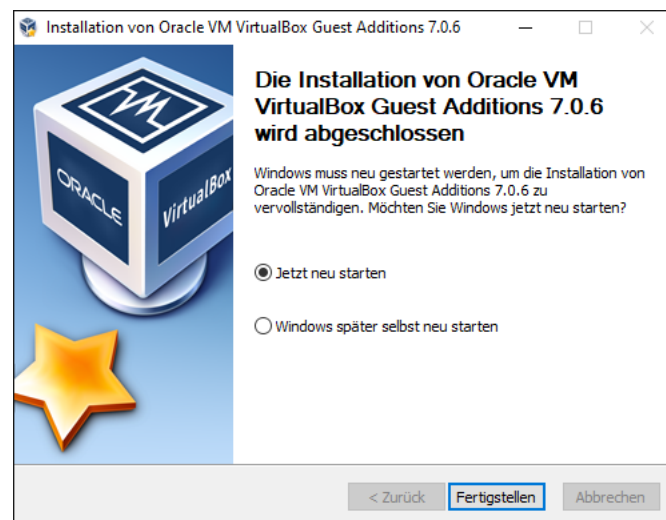 Installation von Oracle VM VirtualBox Guest Additions 7.0.6
Die Installation von Oracle VM
VirtualBox Guest Additions 7.0.6
wird abgeschlossen
Windows muss neu gestartet werden, um die Installation von
Oracle VM VirtualBox Guest Additions 7.0.6 zu
vervollständigen. Möchten Sie Windows jetzt neu starten?
ORACLE
VirtualBox
Jetzt neu starten
Windows später selbst neu starten
< Zurück
Fertigstellen
Abbrechen